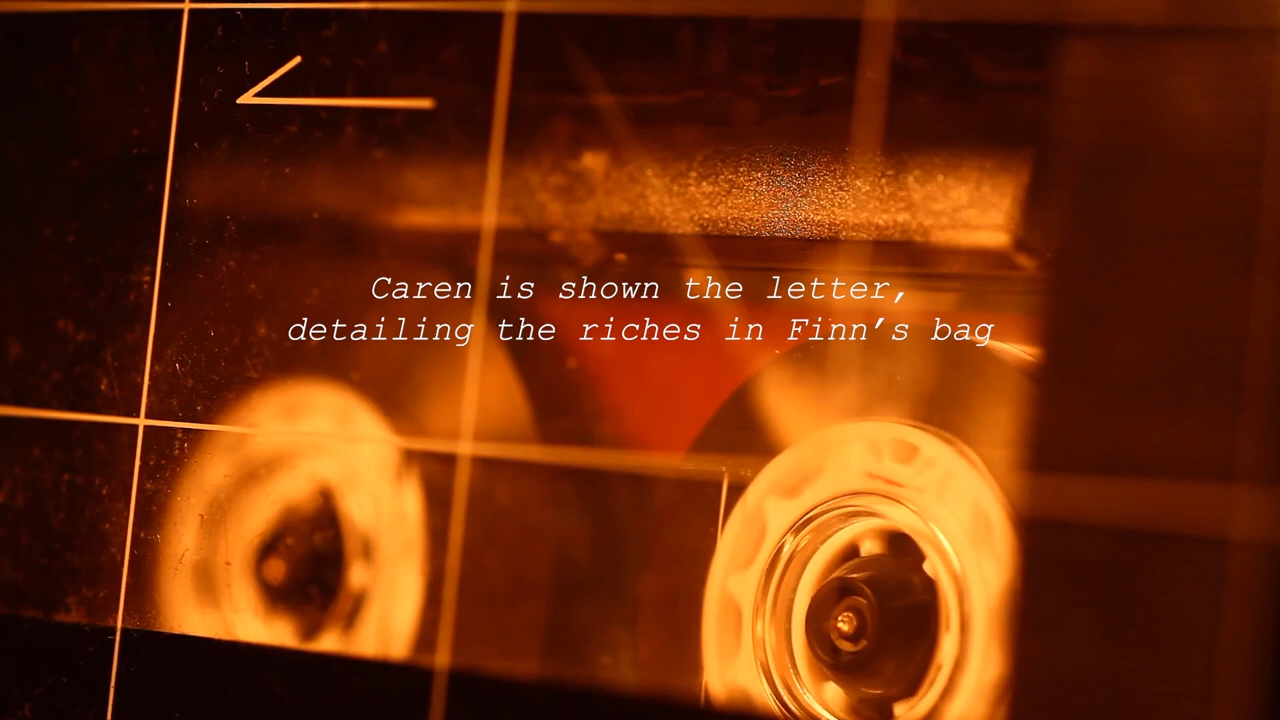 Caren is shown the letter,
detailing the riches in Finn’s bag